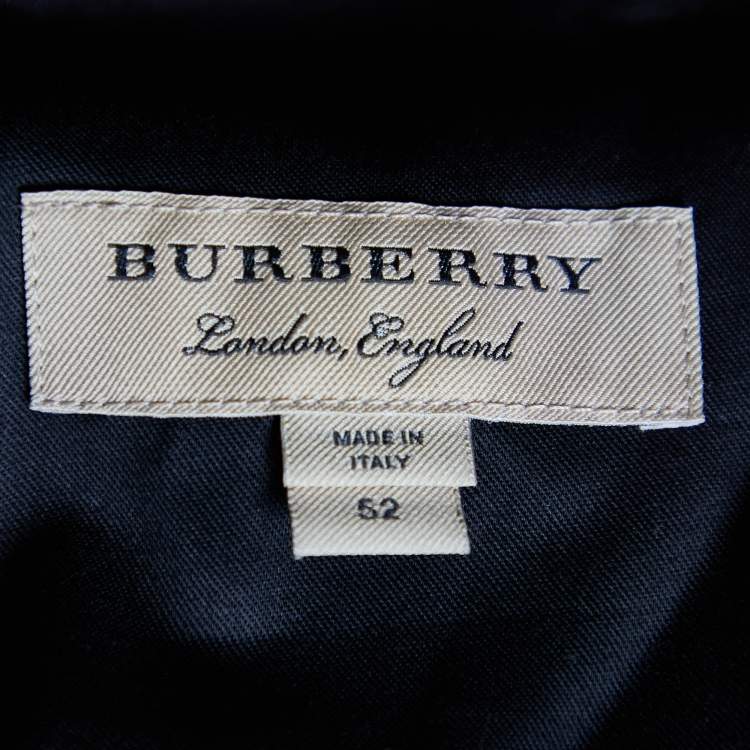 BURBERRY
London, England
MADE IN
ITALY
52